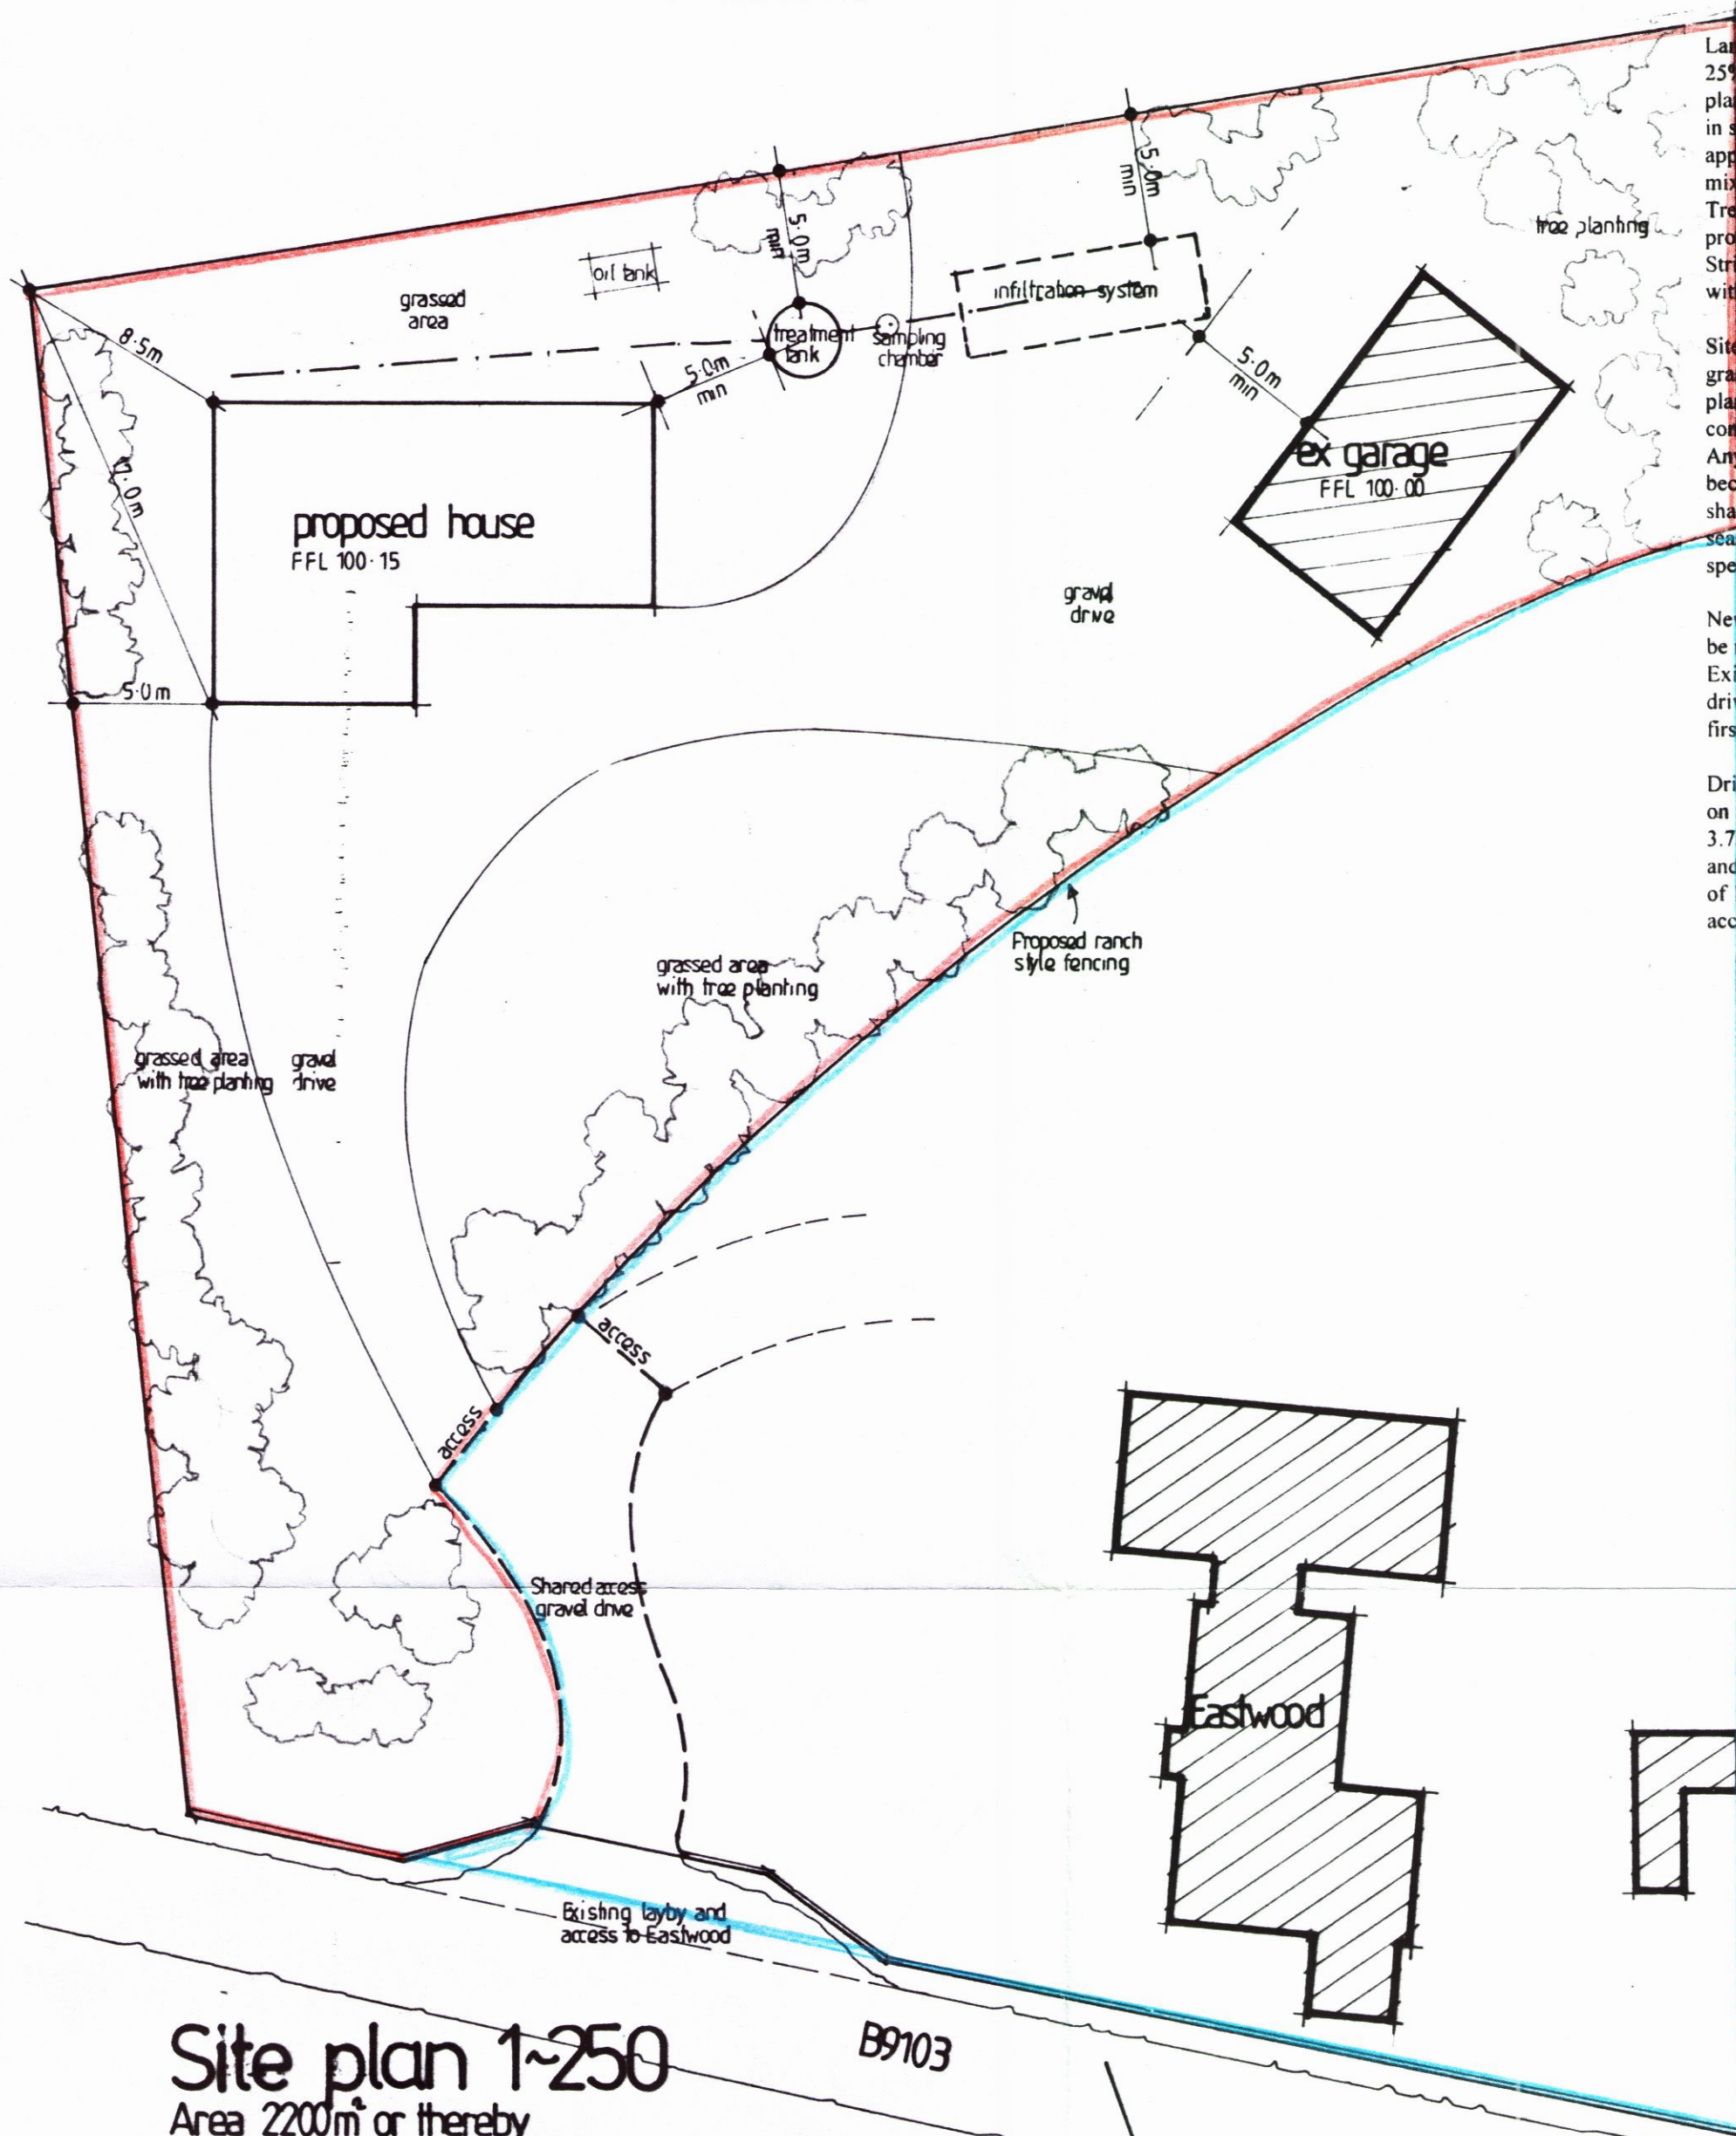 5.0m
min
tree planting
oil tank
5.0m
min
grassed
area
infiltration system
8.5m
treatment
tank
sampling
chamber
5.0m
min
5.0m
min
ex garage
FFL 100·00
proposed house
FFL 100·15
gravel
drive
5.0m
Proposed ranch
style fencing
grassed area
with tree planting
grassed area
with tree planting
gravel
drive
access
access
Shared access
gravel drive
Eastwood
Existing layby and
access to Eastwood
B9103
Site plan 1~250
Area 2200m² or thereby